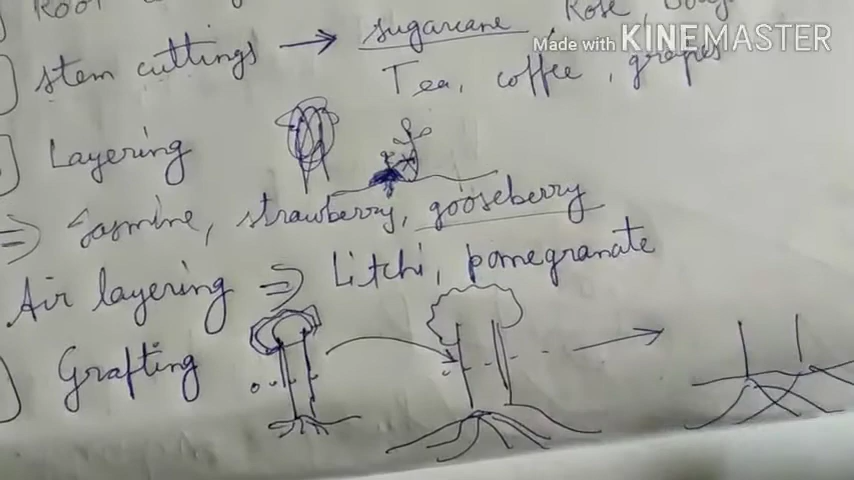 Root
stem cuttings → sugarcane, Rose
Made with KINEMASTER
Tea, coffee, grapes
Layering
⇒ Jasmine, strawberry, gooseberry
Air layering ⇒ Litchi, pomegranate
Grafting